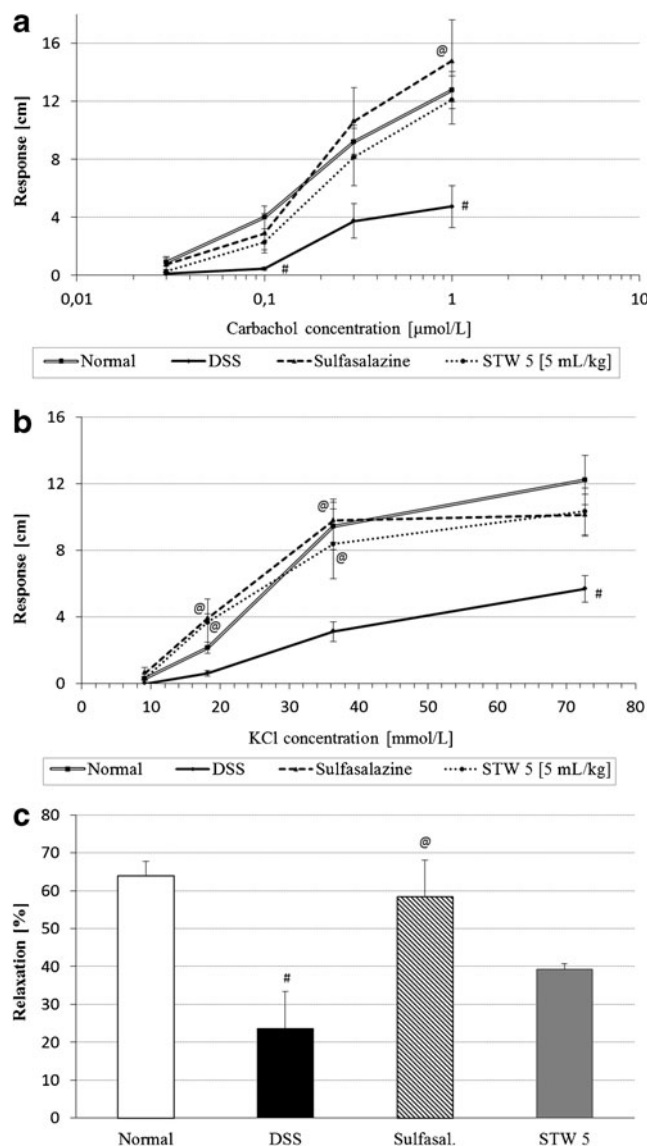 a
16
12
8
4
0
Response [cm]
@
#
#
0,01 0,1 1 10
Carbachol concentration [µmol/L]
Normal DSS Sulfasalazine STW 5 [5 mL/kg]
b
16
12
8
4
0
Response [cm]
@
@
@
@
#
0 10 20 30 40 50 60 70 80
KCl concentration [mmol/L]
Normal DSS Sulfasalazine STW 5 [5 mL/kg]
c
80
70
60
50
40
30
20
10
0
Relaxation [%]
@
#
Normal DSS Sulfasal. STW 5